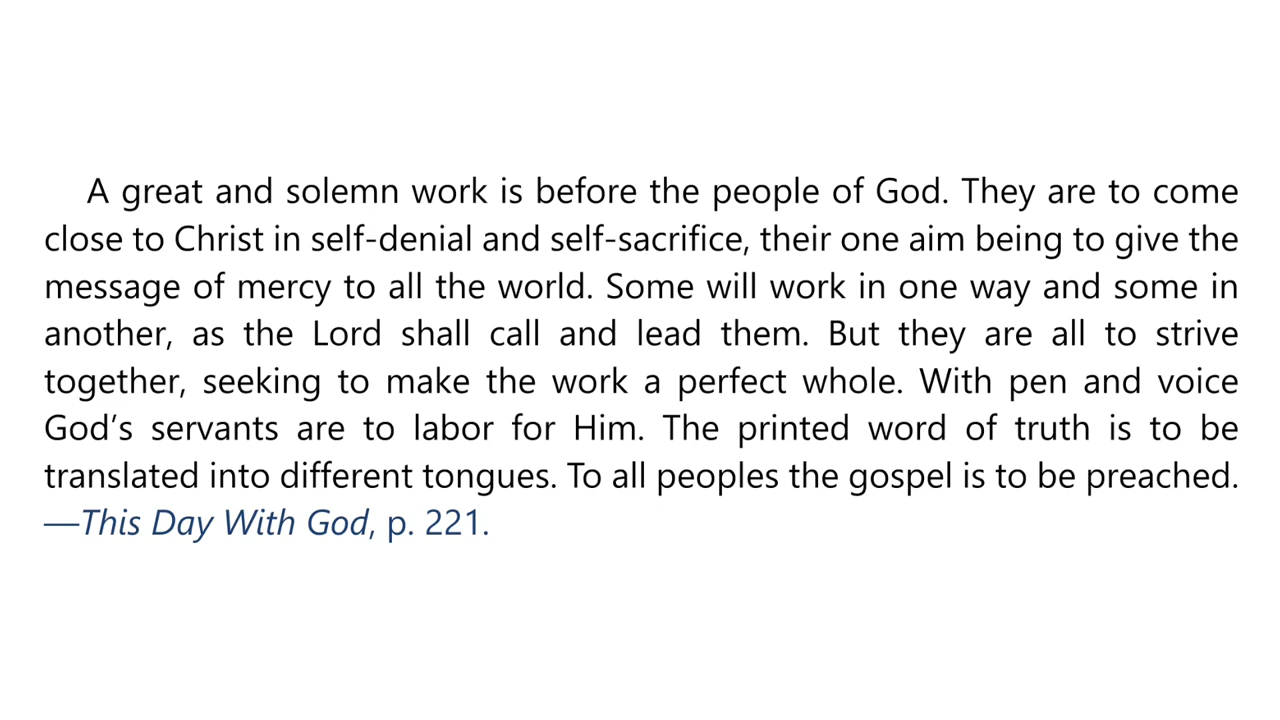 A great and solemn work is before the people of God. They are to come
close to Christ in self-denial and self-sacrifice, their one aim being to give the
message of mercy to all the world. Some will work in one way and some in
another, as the Lord shall call and lead them. But they are all to strive
together, seeking to make the work a perfect whole. With pen and voice
God’s servants are to labor for Him. The printed word of truth is to be
translated into different tongues. To all peoples the gospel is to be preached.
—This Day With God, p. 221.